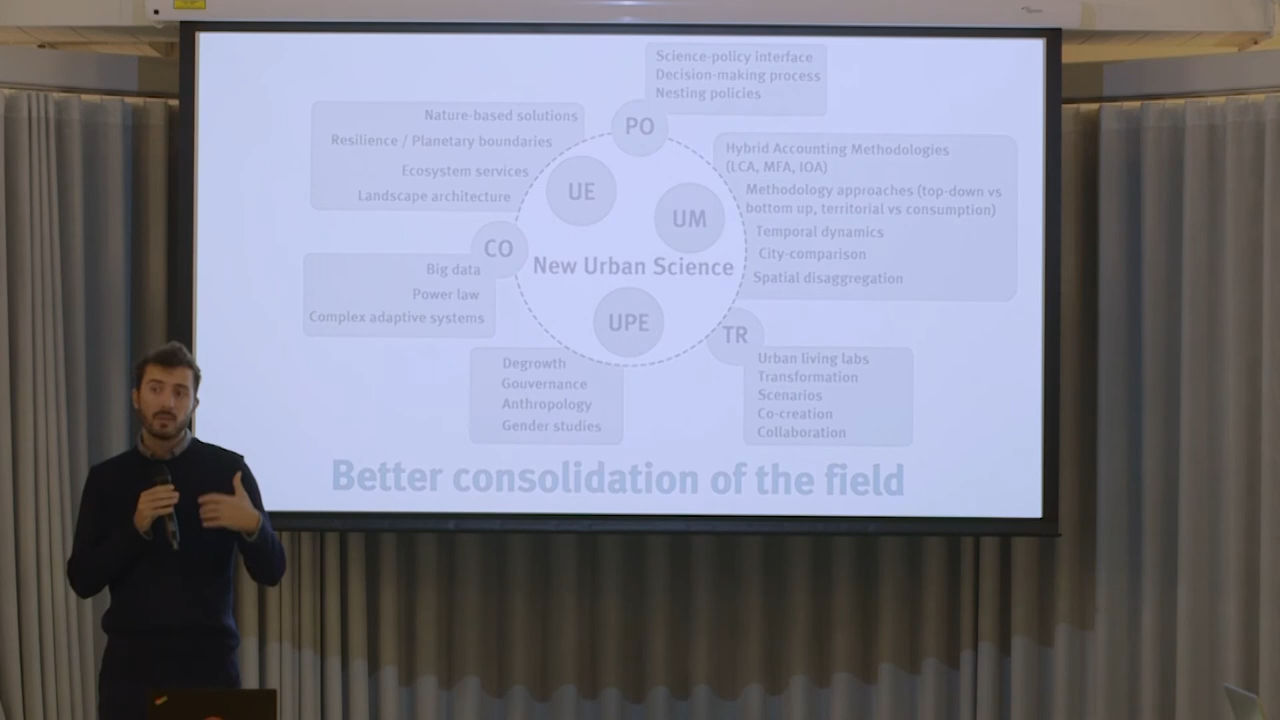 Science-policy interface
Decision-making process
Nesting policies
PO
Nature-based solutions
Resilience / Planetary boundaries
Ecosystem services
Landscape architecture
UE
Hybrid Accounting Methodologies
(LCA, MFA, IOA)
Methodology approaches (top-down vs
bottom up, territorial vs consumption)
Temporal dynamics
City-comparison
Spatial disaggregation
UM
CO
Big data
Power law
Complex adaptive systems
New Urban Science
UPE
Degrowth
Gouvernance
Anthropology
Gender studies
TR
Urban living labs
Transformation
Scenarios
Co-creation
Collaboration
Better consolidation of the field